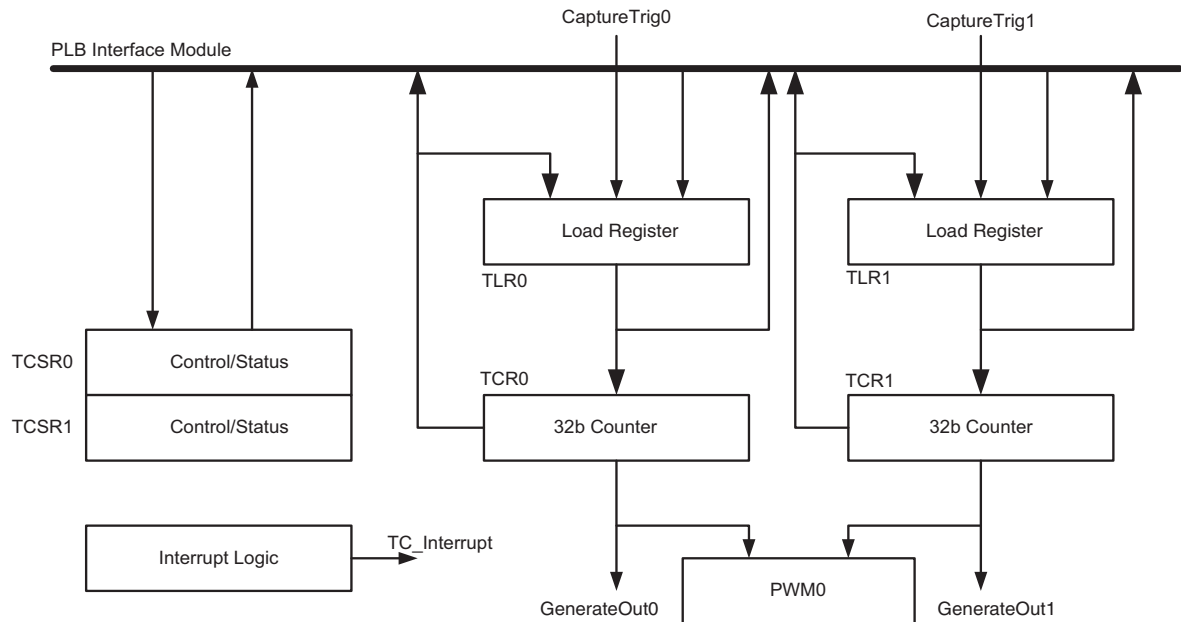 CaptureTrig0
CaptureTrig1
PLB Interface Module
Load Register
Load Register
TLR0
TLR1
TCSR0
Control/Status
TCR0
TCR1
TCSR1
Control/Status
32b Counter
32b Counter
TC_Interrupt
Interrupt Logic
PWM0
GenerateOut0
GenerateOut1